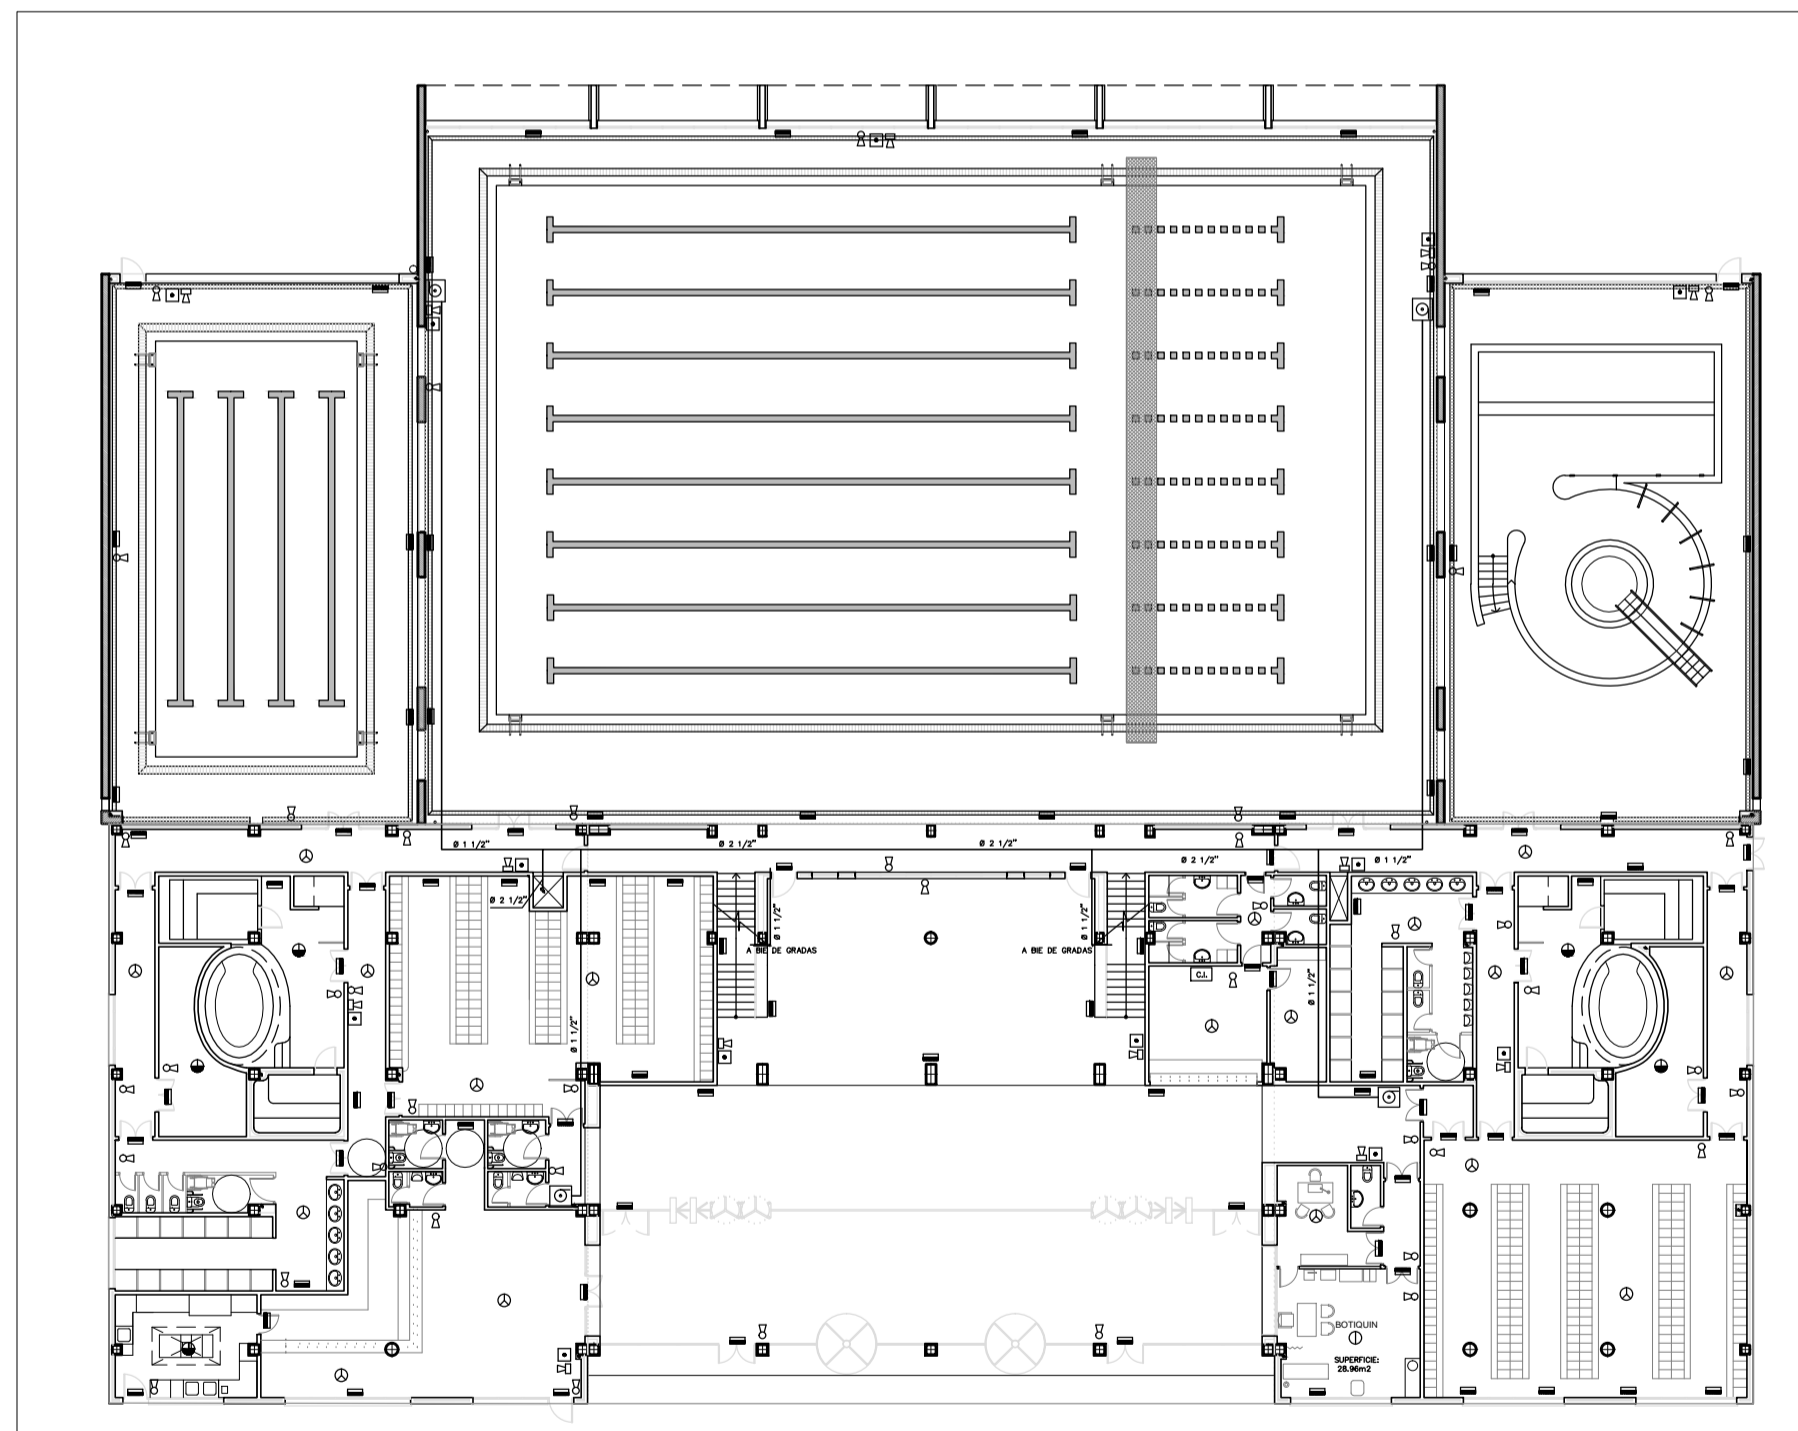 Ø 1 1/2"
Ø 2 1/2"
Ø 2 1/2"
Ø 2 1/2"
Ø 1 1/2"
Ø 2 1/2"
Ø 1 1/2"
Ø 1 1/2"
A BIE DE GRADAS
A BIE DE GRADAS
C.I.
Ø 1 1/2"
Ø 1 1/2"
BOTIQUIN
SUPERFICIE:
28.96m2